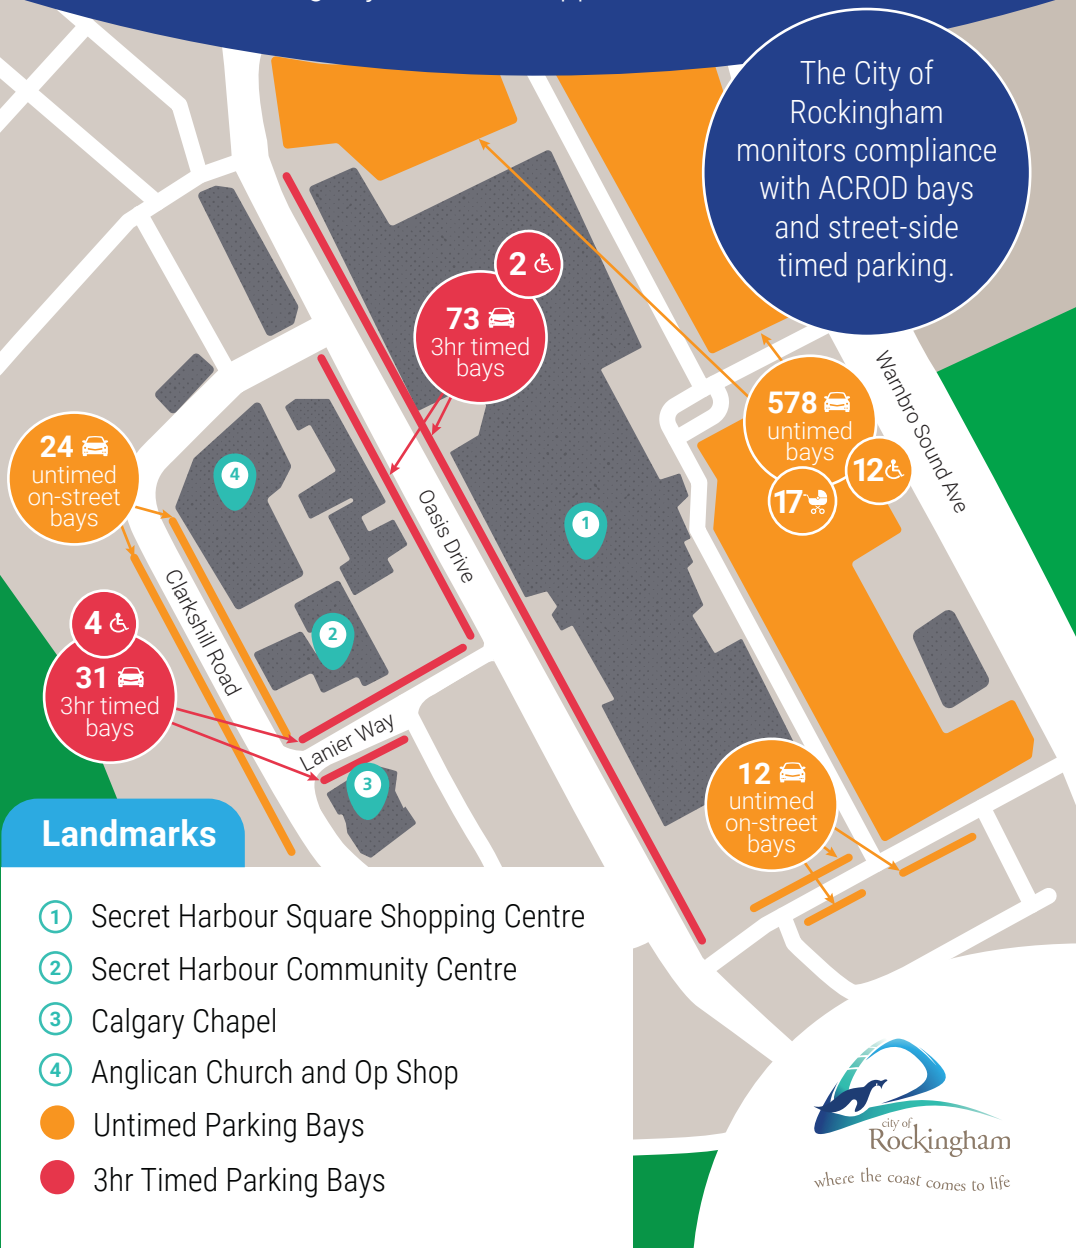 The City of
Rockingham
monitors compliance
with ACROD bays
and street-side
timed parking.
2
73
3hr timed
bays
578
untimed
bays
12
17
Warnbro Sound Ave
24
untimed
on-street
bays
4
1
Oasis Drive
Clarkshill Road
4
31
3hr timed
bays
2
Lanier Way
3
12
untimed
on-street
bays
Landmarks
1 Secret Harbour Square Shopping Centre
2 Secret Harbour Community Centre
3 Calgary Chapel
4 Anglican Church and Op Shop
Untimed Parking Bays
3hr Timed Parking Bays
city of
Rockingham
where the coast comes to life